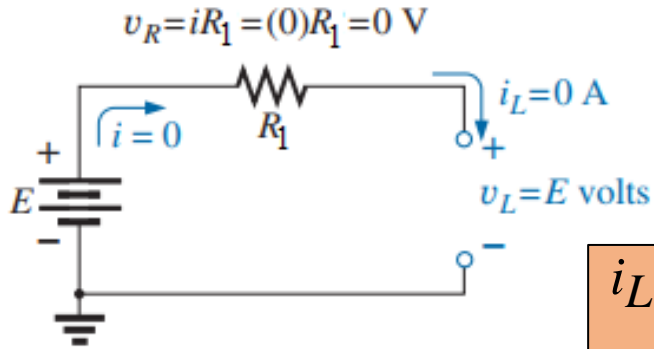 v_R=iR_1=(0)R_1=0 V
i_L=0 A
i=0
R_1
+
+
E
v_L=E volts
−
−
i_L